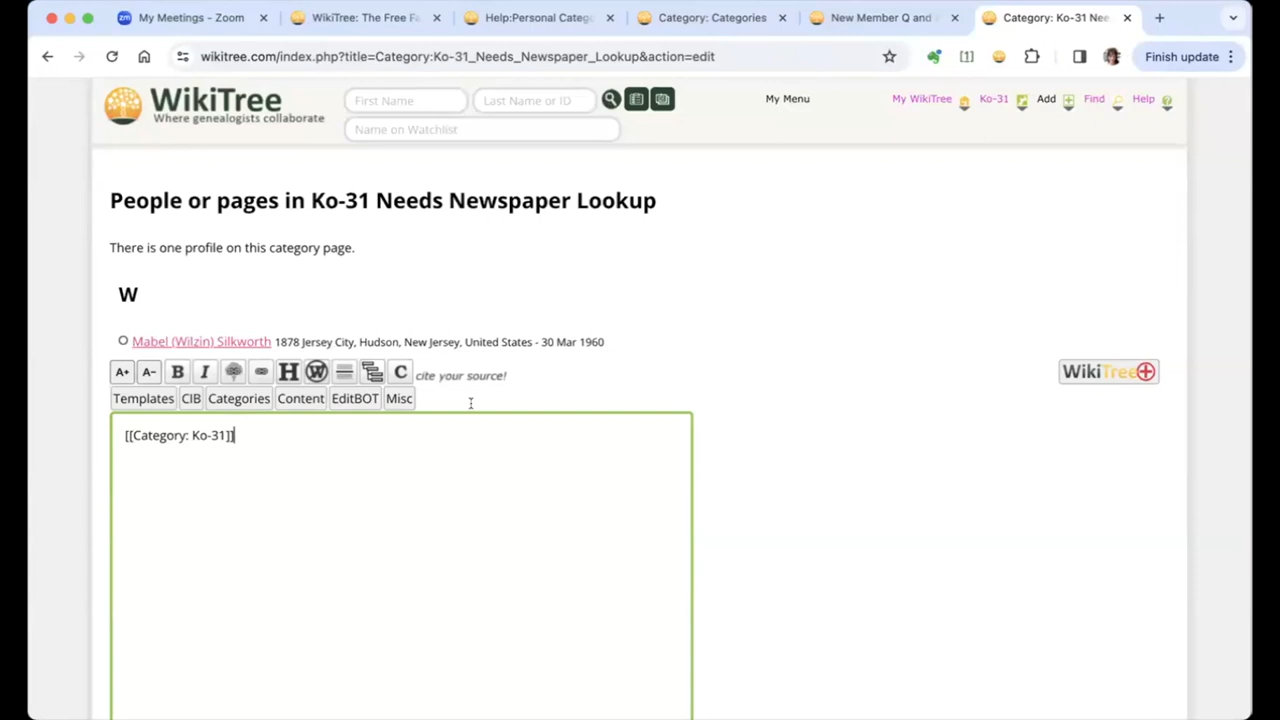 My Meetings - Zoom
WikiTree: The Free F
Help:Personal Categ
Category: Categories
New Member Q and
Category: Ko-31 Nee
wikitree.com/index.php?title=Category:Ko-31_Needs_Newspaper_Lookup&action=edit
Finish update
WikiTree
Where genealogists collaborate
First Name
Last Name or ID
Name on Watchlist
My Menu
My WikiTree
Ko-31
Add
Find
Help
People or pages in Ko-31 Needs Newspaper Lookup
There is one profile on this category page.
W
Mabel (Wilzin) Silkworth 1878 Jersey City, Hudson, New Jersey, United States - 30 Mar 1960
A+ A- B I H W C cite your source!
WikiTree+
Templates CIB Categories Content EditBOT Misc
[[Category: Ko-31]]